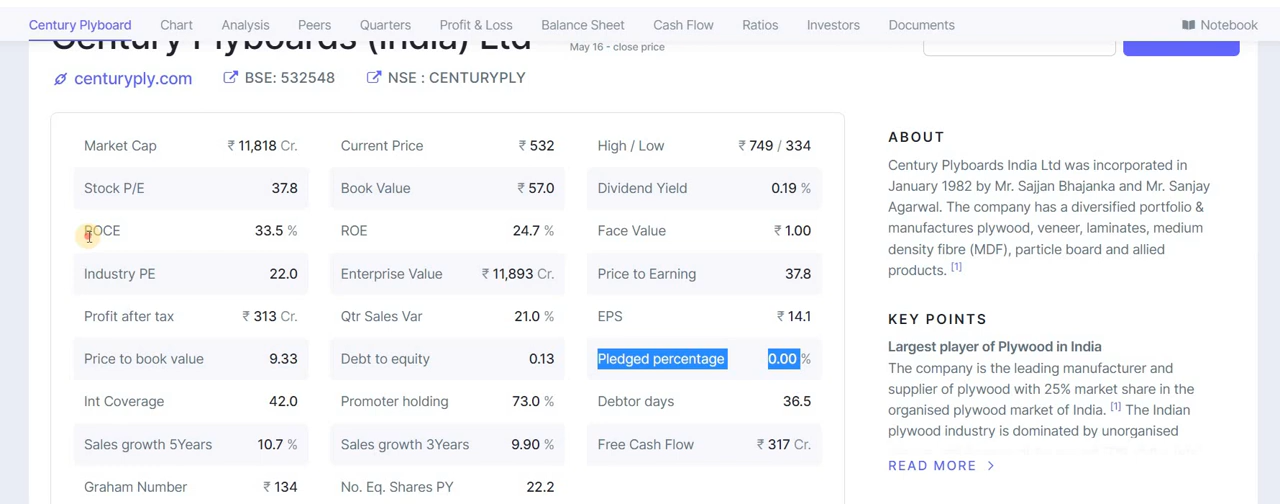 Century Plyboard Chart Analysis Peers Quarters Profit & Loss Balance Sheet Cash Flow Ratios Investors Documents Notebook
Century Plyboards (India) Ltd
May 16 - close price
centuryply.com BSE: 532548 NSE : CENTURYPLY
Market Cap ₹ 11,818 Cr. Current Price ₹ 532 High / Low ₹ 749 / 334
Stock P/E 37.8 Book Value ₹ 57.0 Dividend Yield 0.19 %
ROCE 33.5 % ROE 24.7 % Face Value ₹ 1.00
Industry PE 22.0 Enterprise Value ₹ 11,893 Cr. Price to Earning 37.8
Profit after tax ₹ 313 Cr. Qtr Sales Var 21.0 % EPS ₹ 14.1
Price to book value 9.33 Debt to equity 0.13 Pledged percentage 0.00 %
Int Coverage 42.0 Promoter holding 73.0 % Debtor days 36.5
Sales growth 5Years 10.7 % Sales growth 3Years 9.90 % Free Cash Flow ₹ 317 Cr.
Graham Number ₹ 134 No. Eq. Shares PY 22.2
ABOUT
Century Plyboards India Ltd was incorporated in
January 1982 by Mr. Sajjan Bhajanka and Mr. Sanjay
Agarwal. The company has a diversified portfolio &
manufactures plywood, veneer, laminates, medium
density fibre (MDF), particle board and allied
products. [1]
KEY POINTS
Largest player of Plywood in India
The company is the leading manufacturer and
supplier of plywood with 25% market share in the
organised plywood market of India. [1] The Indian
plywood industry is dominated by unorganised
READ MORE >